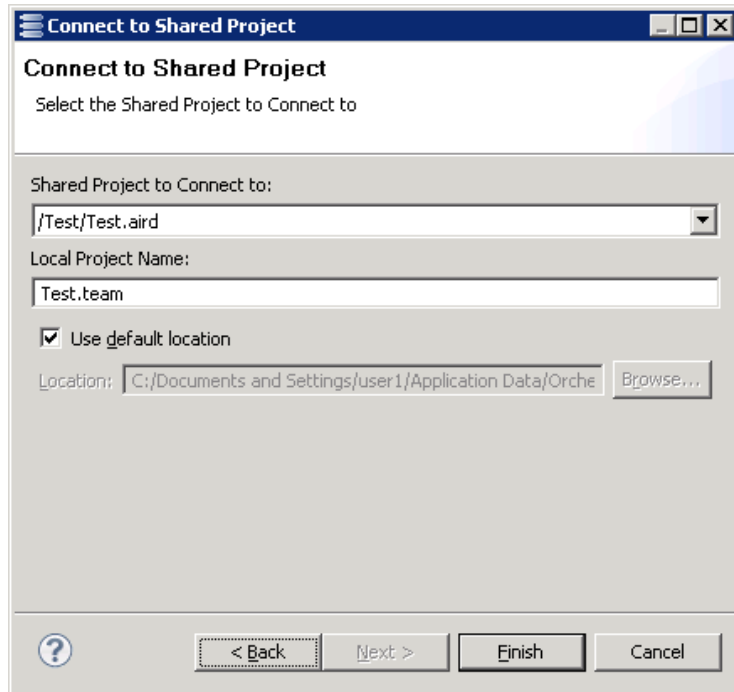 Connect to Shared Project
Connect to Shared Project
Select the Shared Project to Connect to
Shared Project to Connect to:
/Test/Test.aird
Local Project Name:
Test.team
Use default location
Location: C:/Documents and Settings/user1/Application Data/Orche Browse...
? < Back Next > Finish Cancel